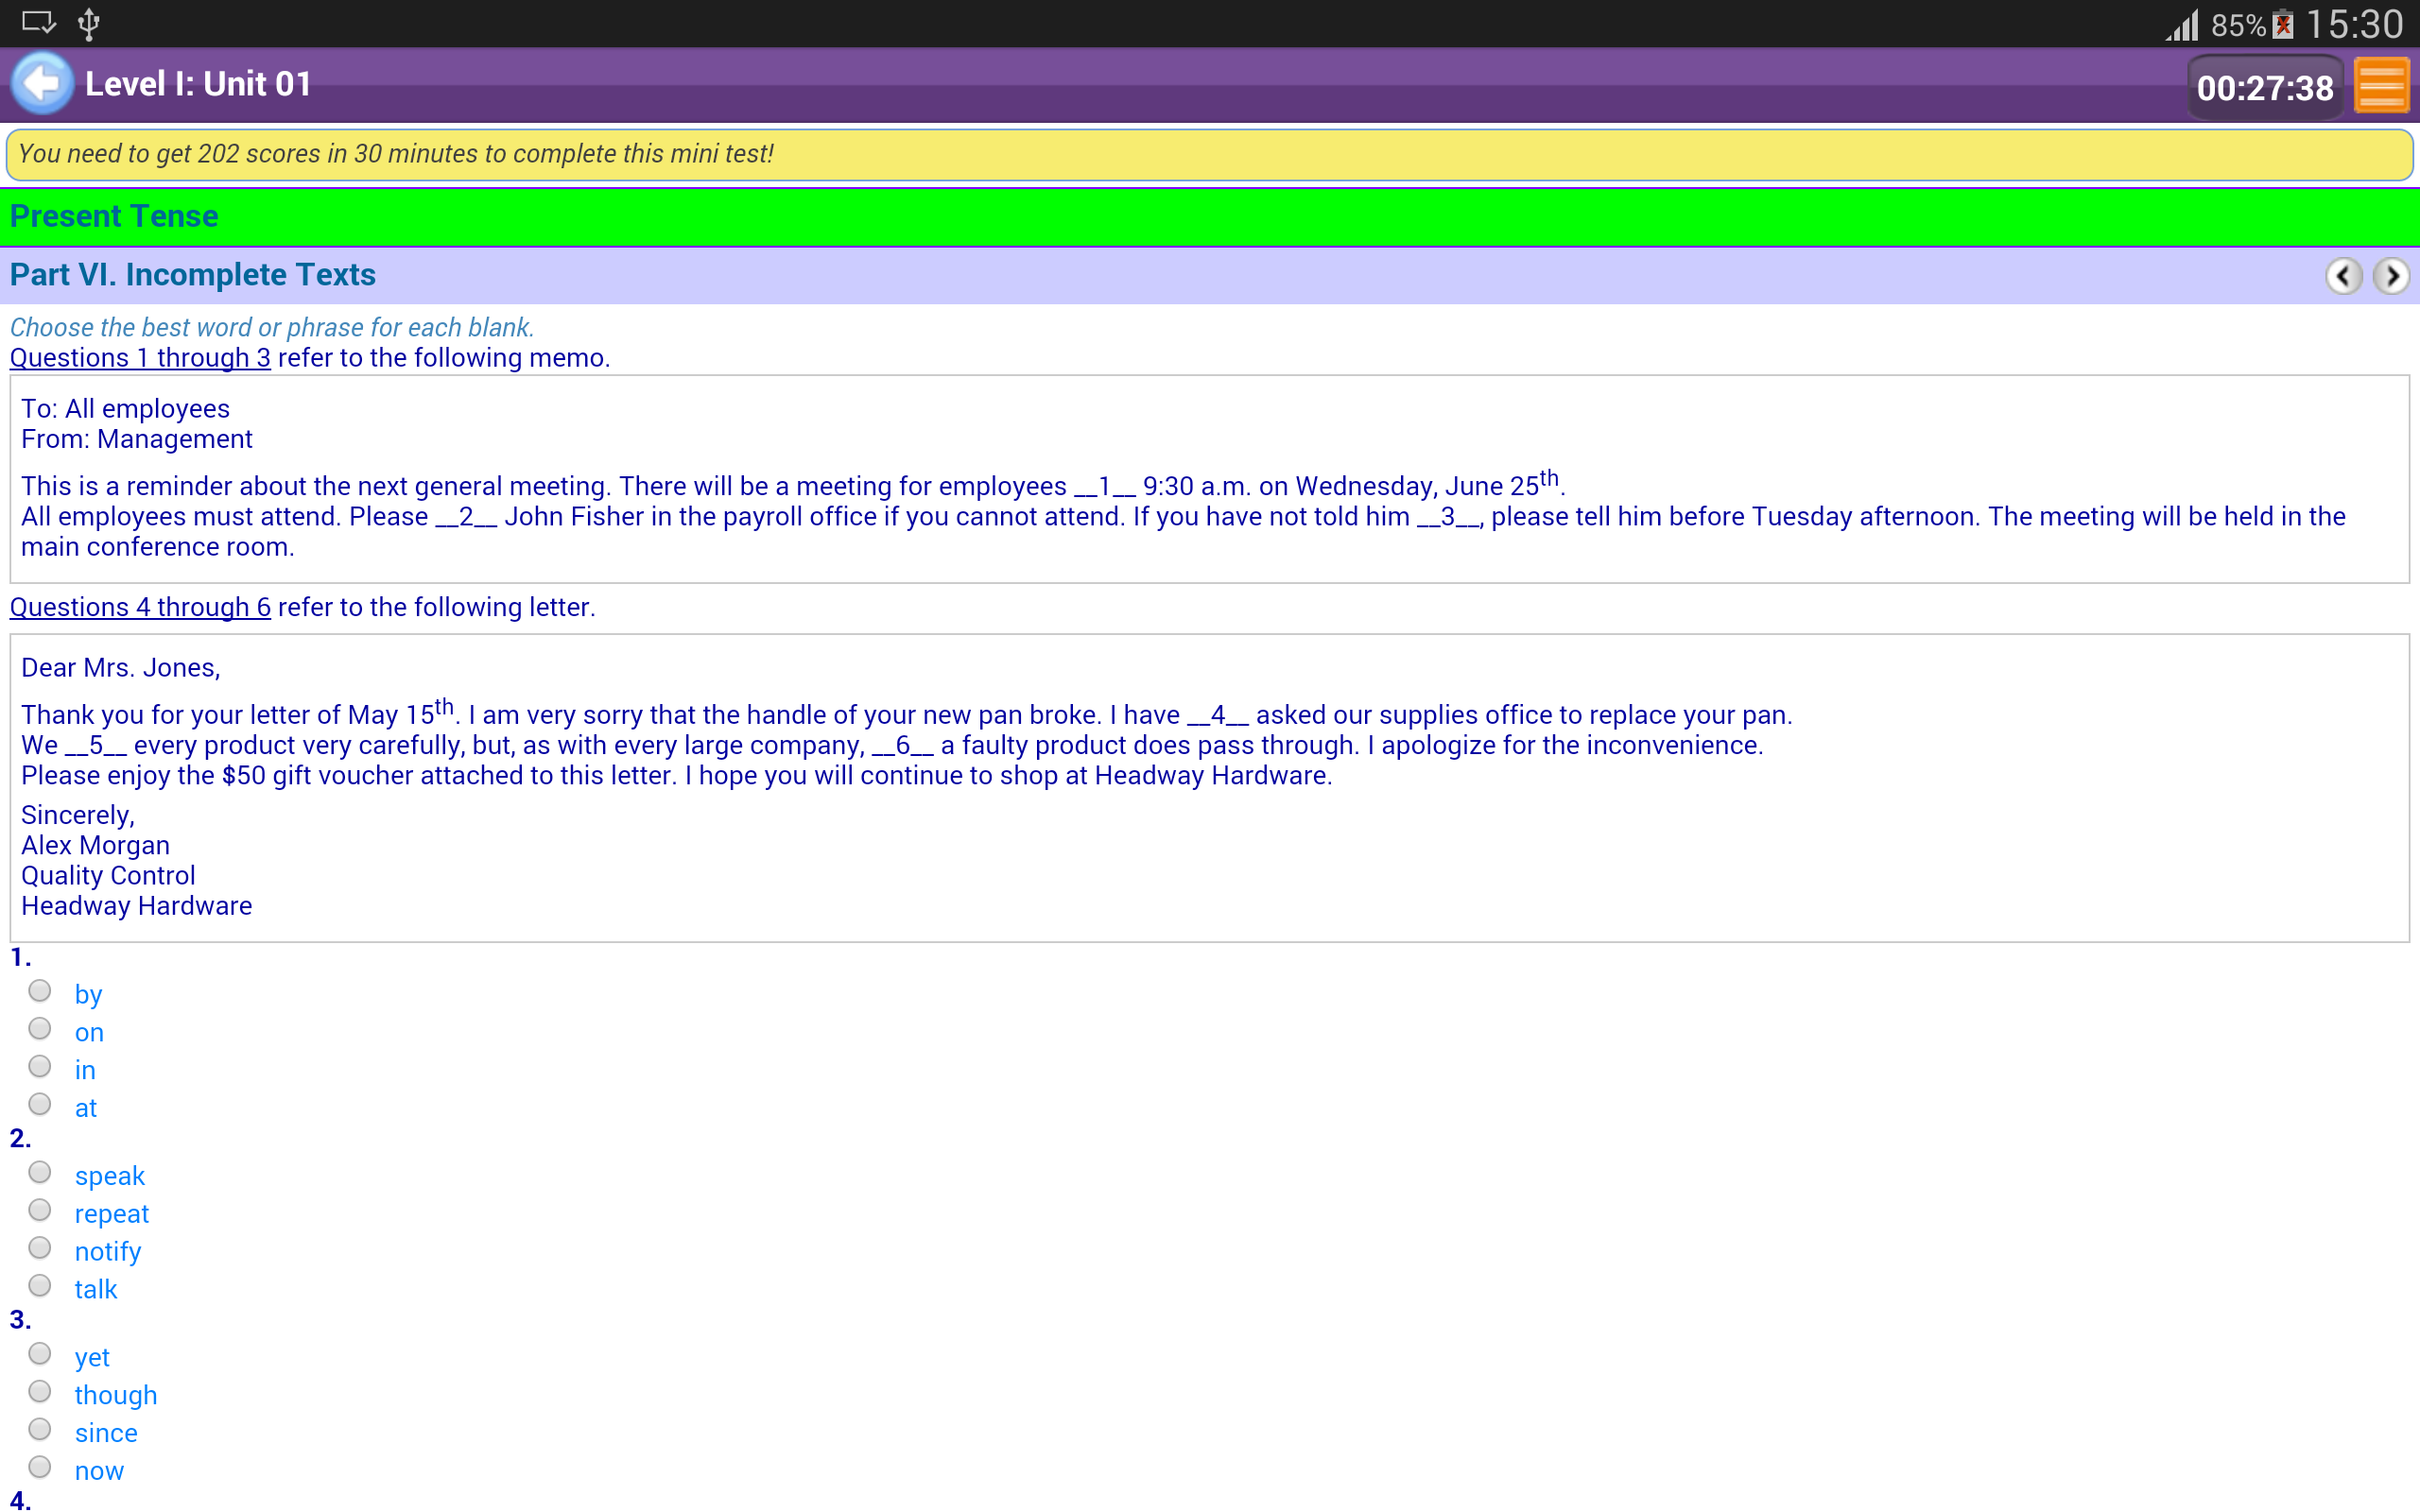 85% 15:30
Level I: Unit 01
00:27:38
You need to get 202 scores in 30 minutes to complete this mini test!
Present Tense
Part VI. Incomplete Texts
Choose the best word or phrase for each blank.
Questions 1 through 3 refer to the following memo.
To: All employees
From: Management
This is a reminder about the next general meeting. There will be a meeting for employees __1__ 9:30 a.m. on Wednesday, June 25th.
All employees must attend. Please __2__ John Fisher in the payroll office if you cannot attend. If you have not told him __3__, please tell him before Tuesday afternoon. The meeting will be held in the
main conference room.
Questions 4 through 6 refer to the following letter.
Dear Mrs. Jones,
Thank you for your letter of May 15th. I am very sorry that the handle of your new pan broke. I have __4__ asked our supplies office to replace your pan.
We __5__ every product very carefully, but, as with every large company, __6__ a faulty product does pass through. I apologize for the inconvenience.
Please enjoy the $50 gift voucher attached to this letter. I hope you will continue to shop at Headway Hardware.
Sincerely,
Alex Morgan
Quality Control
Headway Hardware
1.
by
on
in
at
2.
speak
repeat
notify
talk
3.
yet
though
since
now
4.